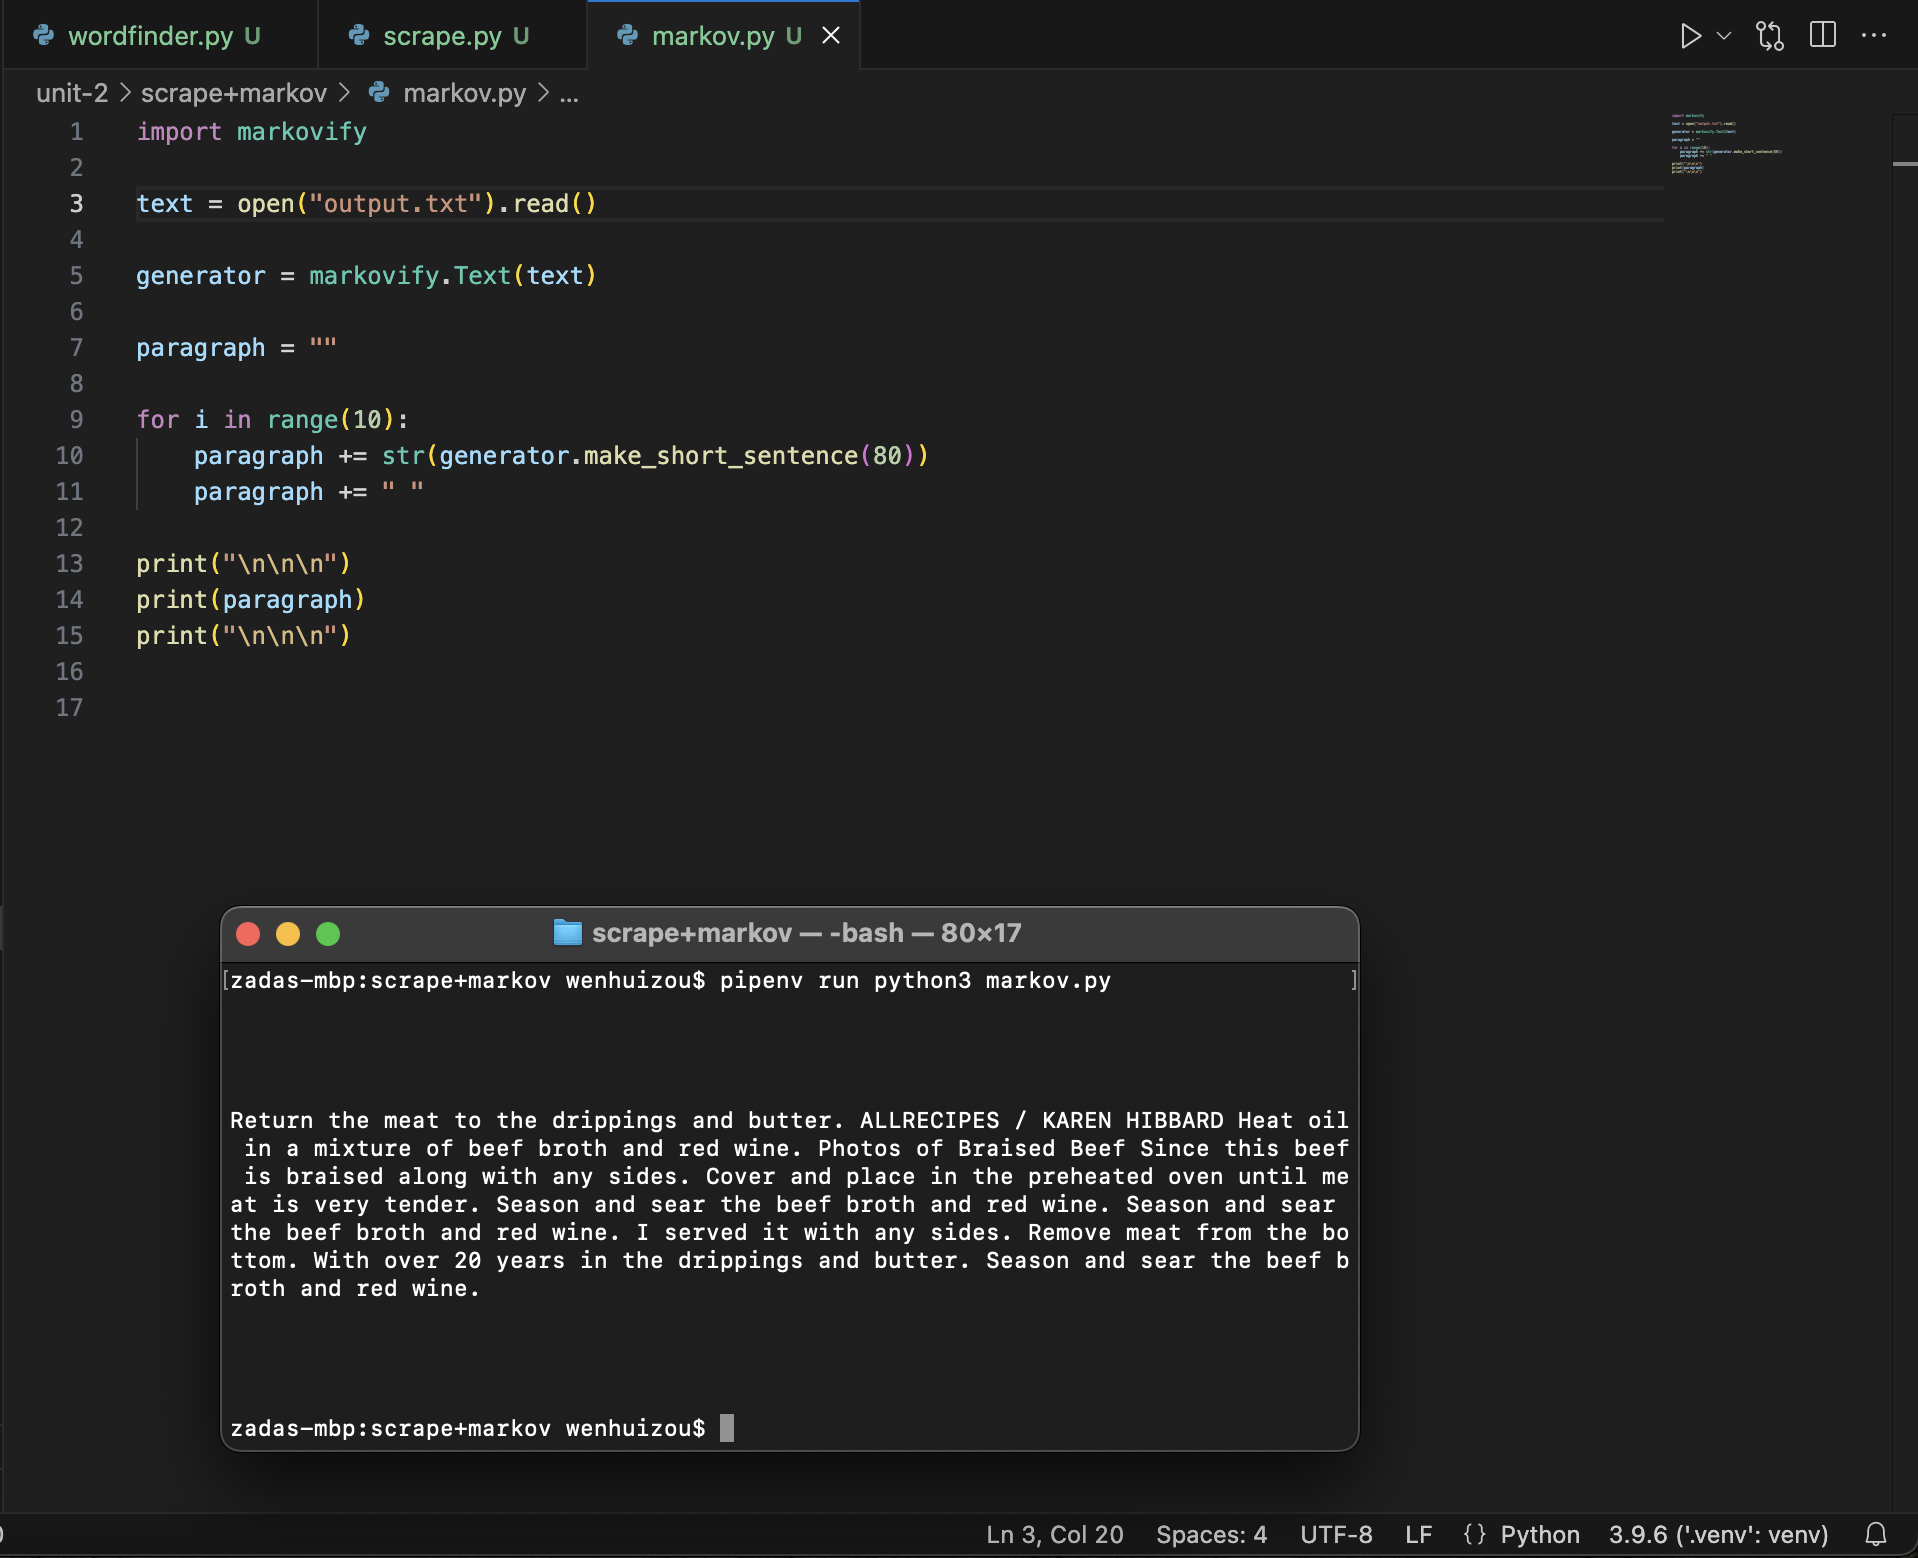 wordfinder.py U
scrape.py U
markov.py U
unit-2 > scrape+markov > markov.py > ...
1 import markovify
2
3 text = open("output.txt").read()
4
5 generator = markovify.Text(text)
6
7 paragraph = ""
8
9 for i in range(10):
10     paragraph += str(generator.make_short_sentence(80))
11     paragraph += " "
12
13 print("\n\n\n")
14 print(paragraph)
15 print("\n\n\n")
16
17
scrape+markov — -bash — 80×17
[zadas-mbp:scrape+markov wenhuizou$ pipenv run python3 markov.py ]
Return the meat to the drippings and butter. ALLRECIPES / KAREN HIBBARD Heat oil
 in a mixture of beef broth and red wine. Photos of Braised Beef Since this beef
 is braised along with any sides. Cover and place in the preheated oven until me
at is very tender. Season and sear the beef broth and red wine. Season and sear
the beef broth and red wine. I served it with any sides. Remove meat from the bo
ttom. With over 20 years in the drippings and butter. Season and sear the beef b
roth and red wine.
zadas-mbp:scrape+markov wenhuizou$
Ln 3, Col 20 Spaces: 4 UTF-8 LF {} Python 3.9.6 ('.venv': venv)